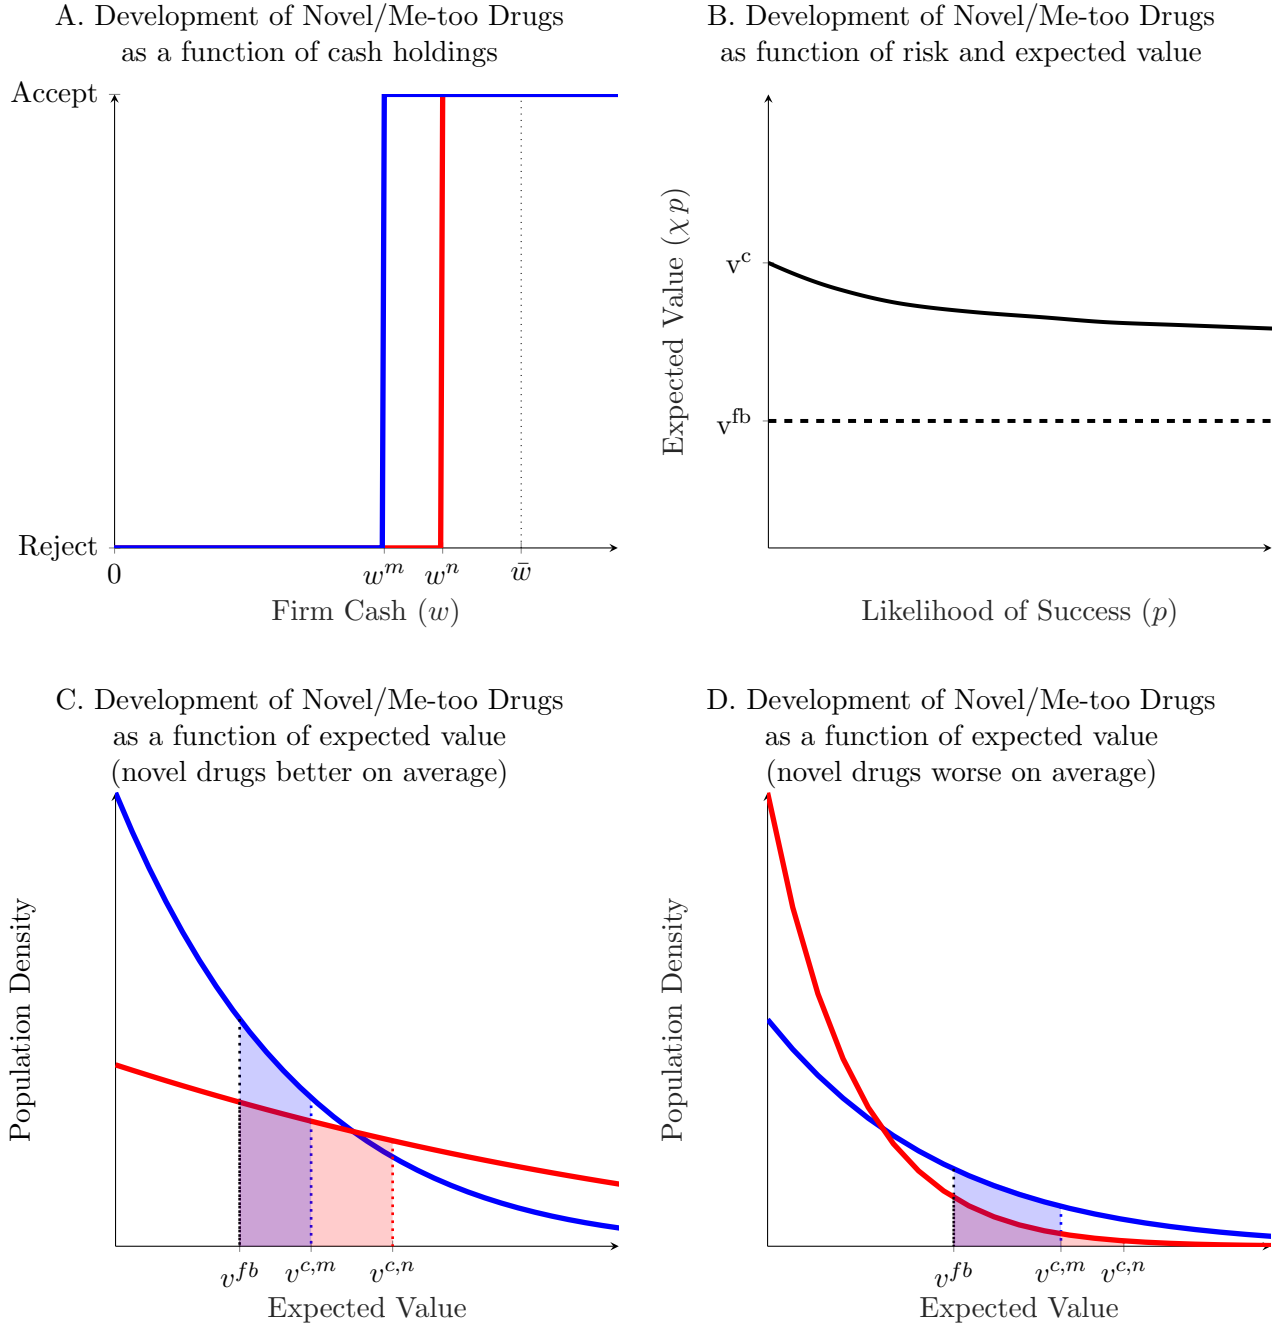 A. Development of Novel/Me-too Drugs
as a function of cash holdings
Accept
Reject
0
w^m
w^n
w̄
Firm Cash (w)
B. Development of Novel/Me-too Drugs
as function of risk and expected value
Expected Value (χp)
v^c
v^fb
Likelihood of Success (p)
C. Development of Novel/Me-too Drugs
as a function of expected value
(novel drugs better on average)
Population Density
v^fb
v^c,m
v^c,n
Expected Value
D. Development of Novel/Me-too Drugs
as a function of expected value
(novel drugs worse on average)
Population Density
v^fb
v^c,m
v^c,n
Expected Value